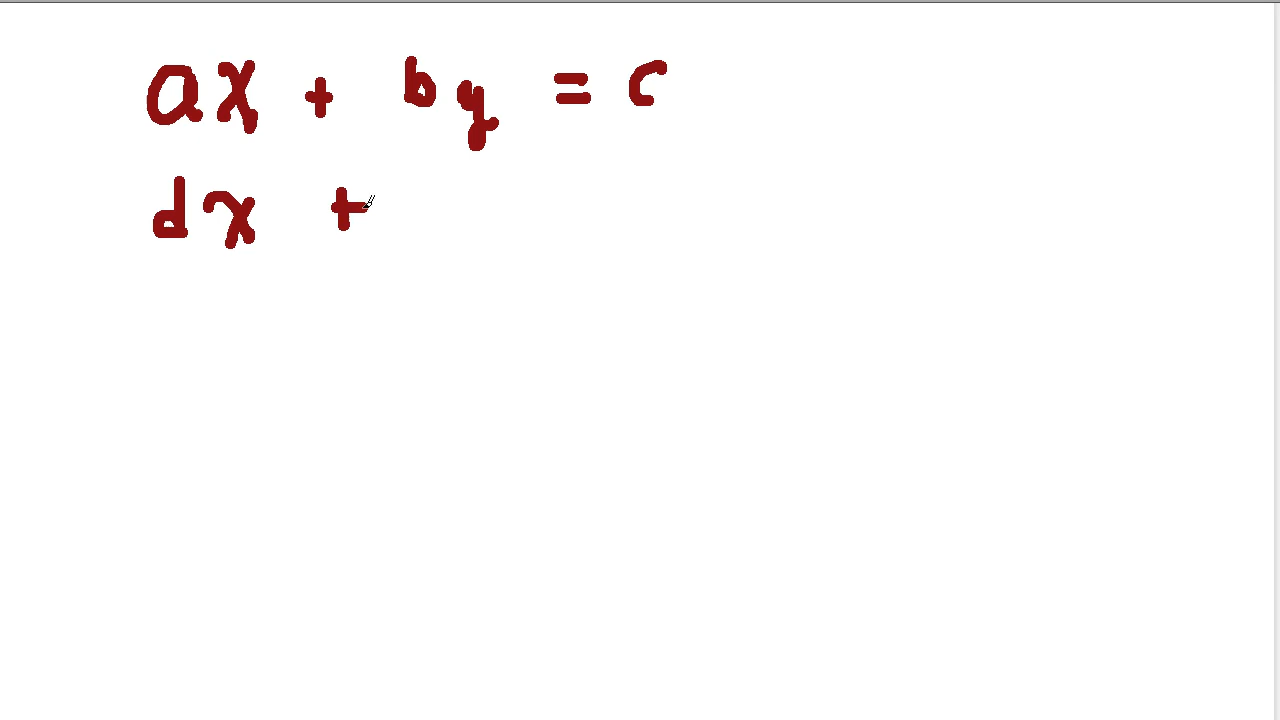 ax + by = c
dx +